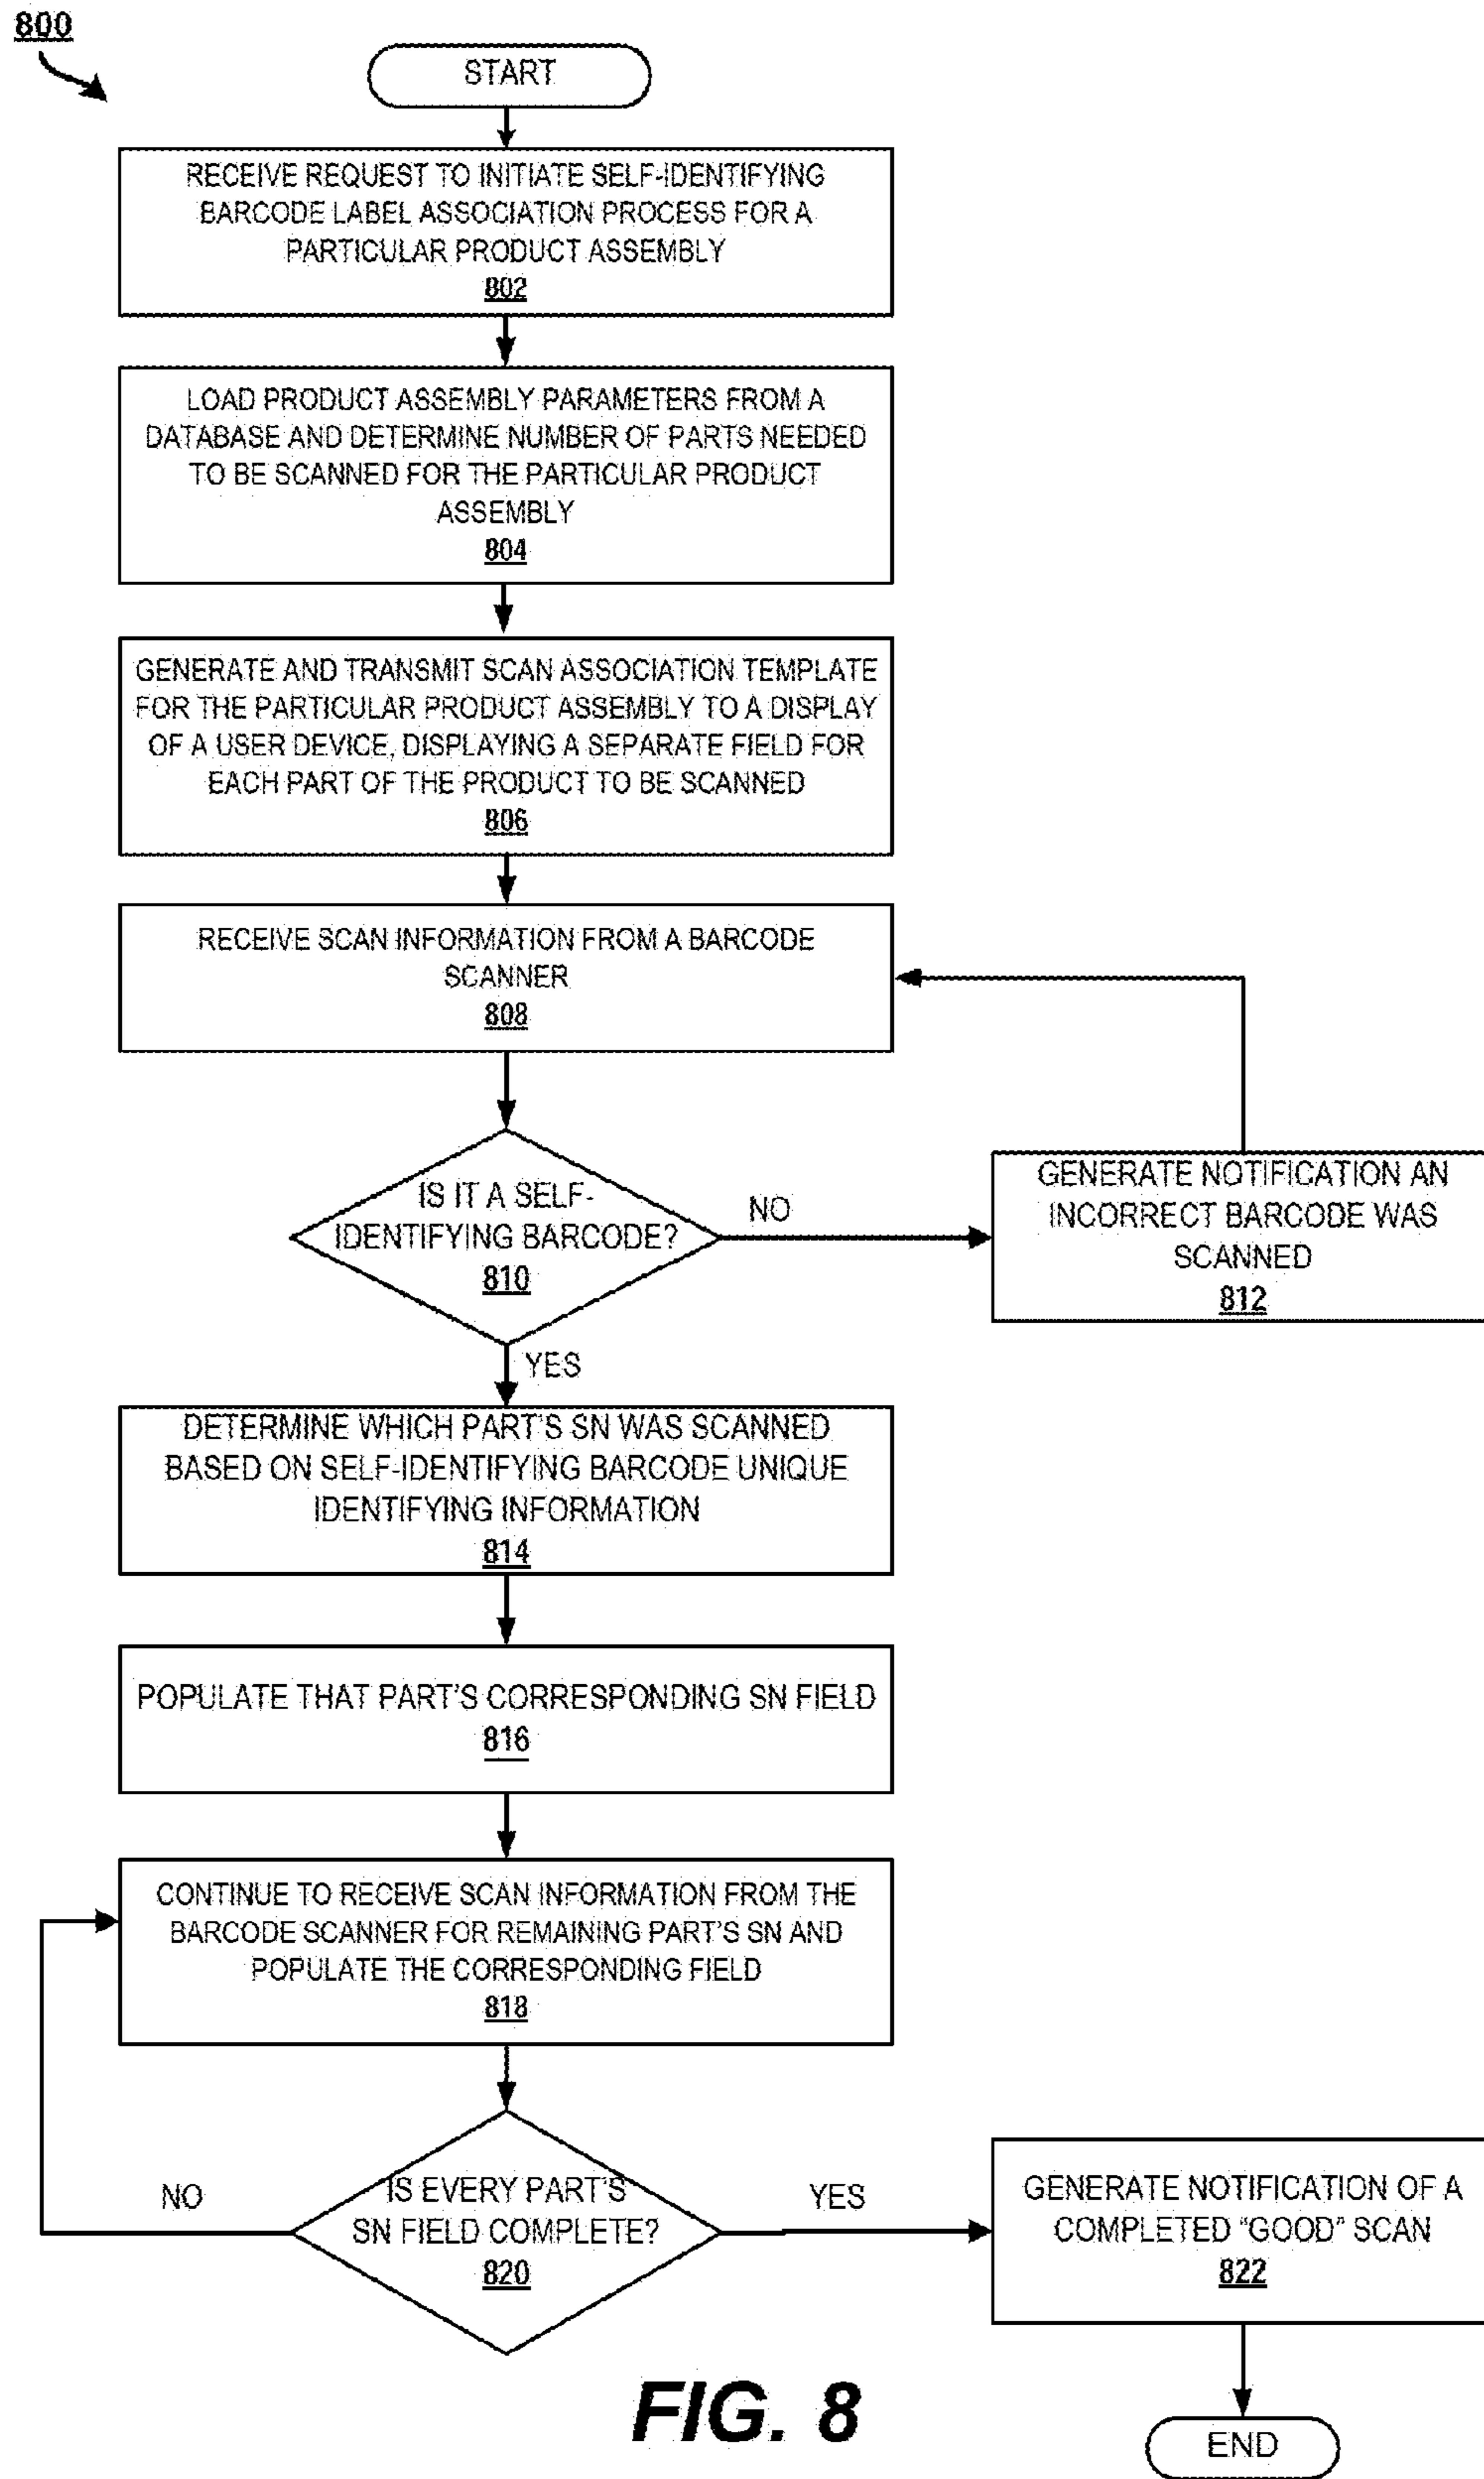 800
START
RECEIVE REQUEST TO INITIATE SELF-IDENTIFYING
BARCODE LABEL ASSOCIATION PROCESS FOR A
PARTICULAR PRODUCT ASSEMBLY
802
LOAD PRODUCT ASSEMBLY PARAMETERS FROM A
DATABASE AND DETERMINE NUMBER OF PARTS NEEDED
TO BE SCANNED FOR THE PARTICULAR PRODUCT
ASSEMBLY
804
GENERATE AND TRANSMIT SCAN ASSOCIATION TEMPLATE
FOR THE PARTICULAR PRODUCT ASSEMBLY TO A DISPLAY
OF A USER DEVICE, DISPLAYING A SEPARATE FIELD FOR
EACH PART OF THE PRODUCT TO BE SCANNED
806
RECEIVE SCAN INFORMATION FROM A BARCODE
SCANNER
808
IS IT A SELF-
IDENTIFYING BARCODE?
810
NO
GENERATE NOTIFICATION AN
INCORRECT BARCODE WAS
SCANNED
812
YES
DETERMINE WHICH PART'S SN WAS SCANNED
BASED ON SELF-IDENTIFYING BARCODE UNIQUE
IDENTIFYING INFORMATION
814
POPULATE THAT PART'S CORRESPONDING SN FIELD
816
CONTINUE TO RECEIVE SCAN INFORMATION FROM THE
BARCODE SCANNER FOR REMAINING PART'S SN AND
POPULATE THE CORRESPONDING FIELD
818
NO
IS EVERY PART'S
SN FIELD COMPLETE?
820
YES
GENERATE NOTIFICATION OF A
COMPLETED "GOOD" SCAN
822
FIG. 8
END